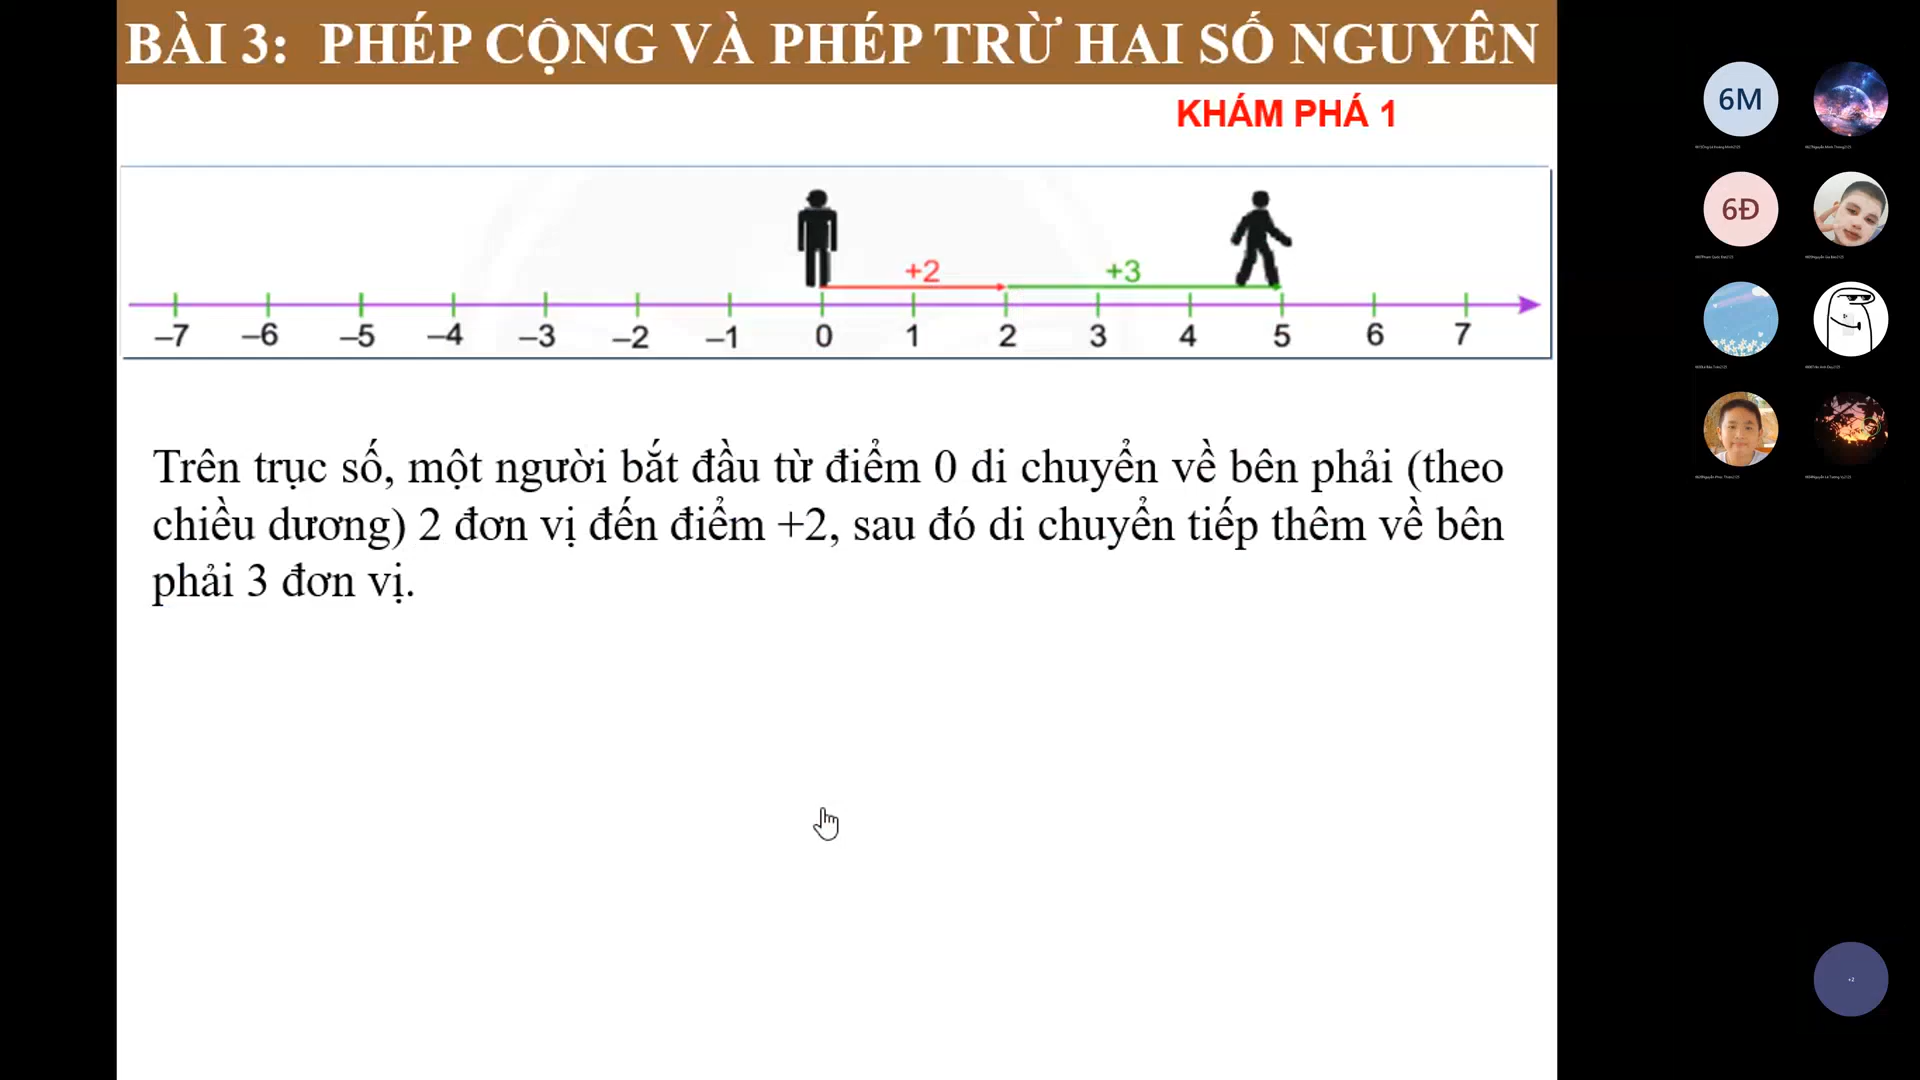 BÀI 3: PHÉP CỘNG VÀ PHÉP TRỪ HAI SỐ NGUYÊN
KHÁM PHÁ 1
+2 +3
–7 –6 –5 –4 –3 –2 –1 0 1 2 3 4 5 6 7
Trên trục số, một người bắt đầu từ điểm 0 di chuyển về bên phải (theo
chiều dương) 2 đơn vị đến điểm +2, sau đó di chuyển tiếp thêm về bên
phải 3 đơn vị.
6M
6Đ
+2